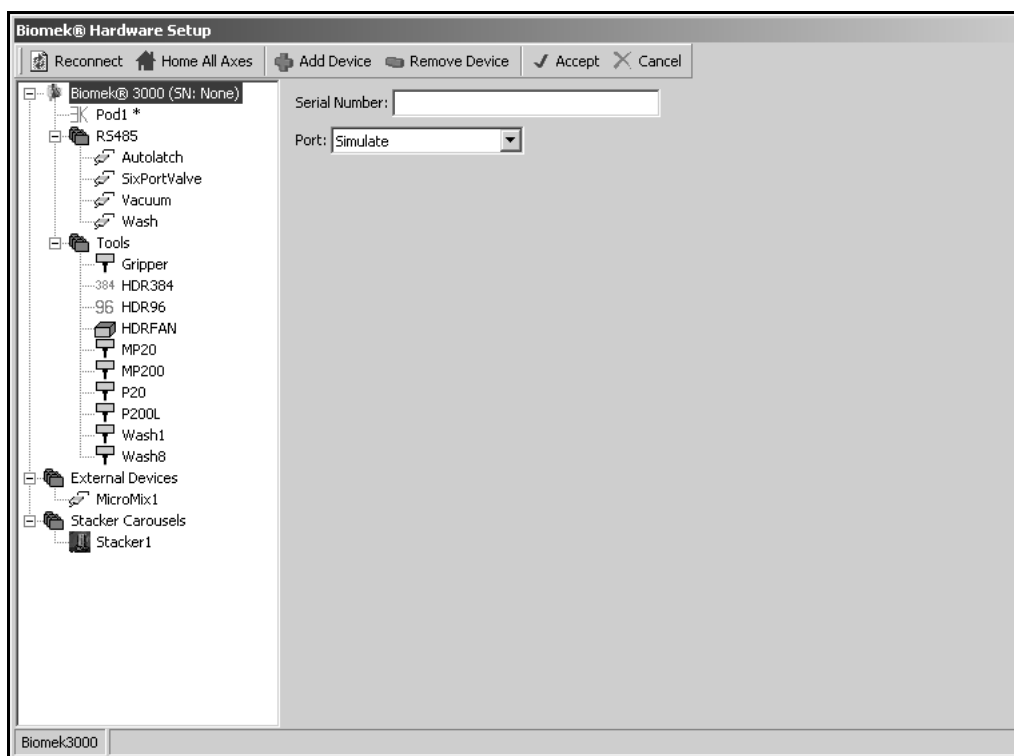 Biomek® Hardware Setup
Reconnect Home All Axes Add Device Remove Device Accept Cancel
Biomek® 3000 (SN: None)
Pod1 *
RS485
Autolatch
SixPortValve
Vacuum
Wash
Tools
Gripper
384 HDR384
96 HDR96
HDRFAN
MP20
MP200
P20
P200L
Wash1
Wash8
External Devices
MicroMix1
Stacker Carousels
Stacker1
Serial Number:
Port: Simulate
Biomek3000